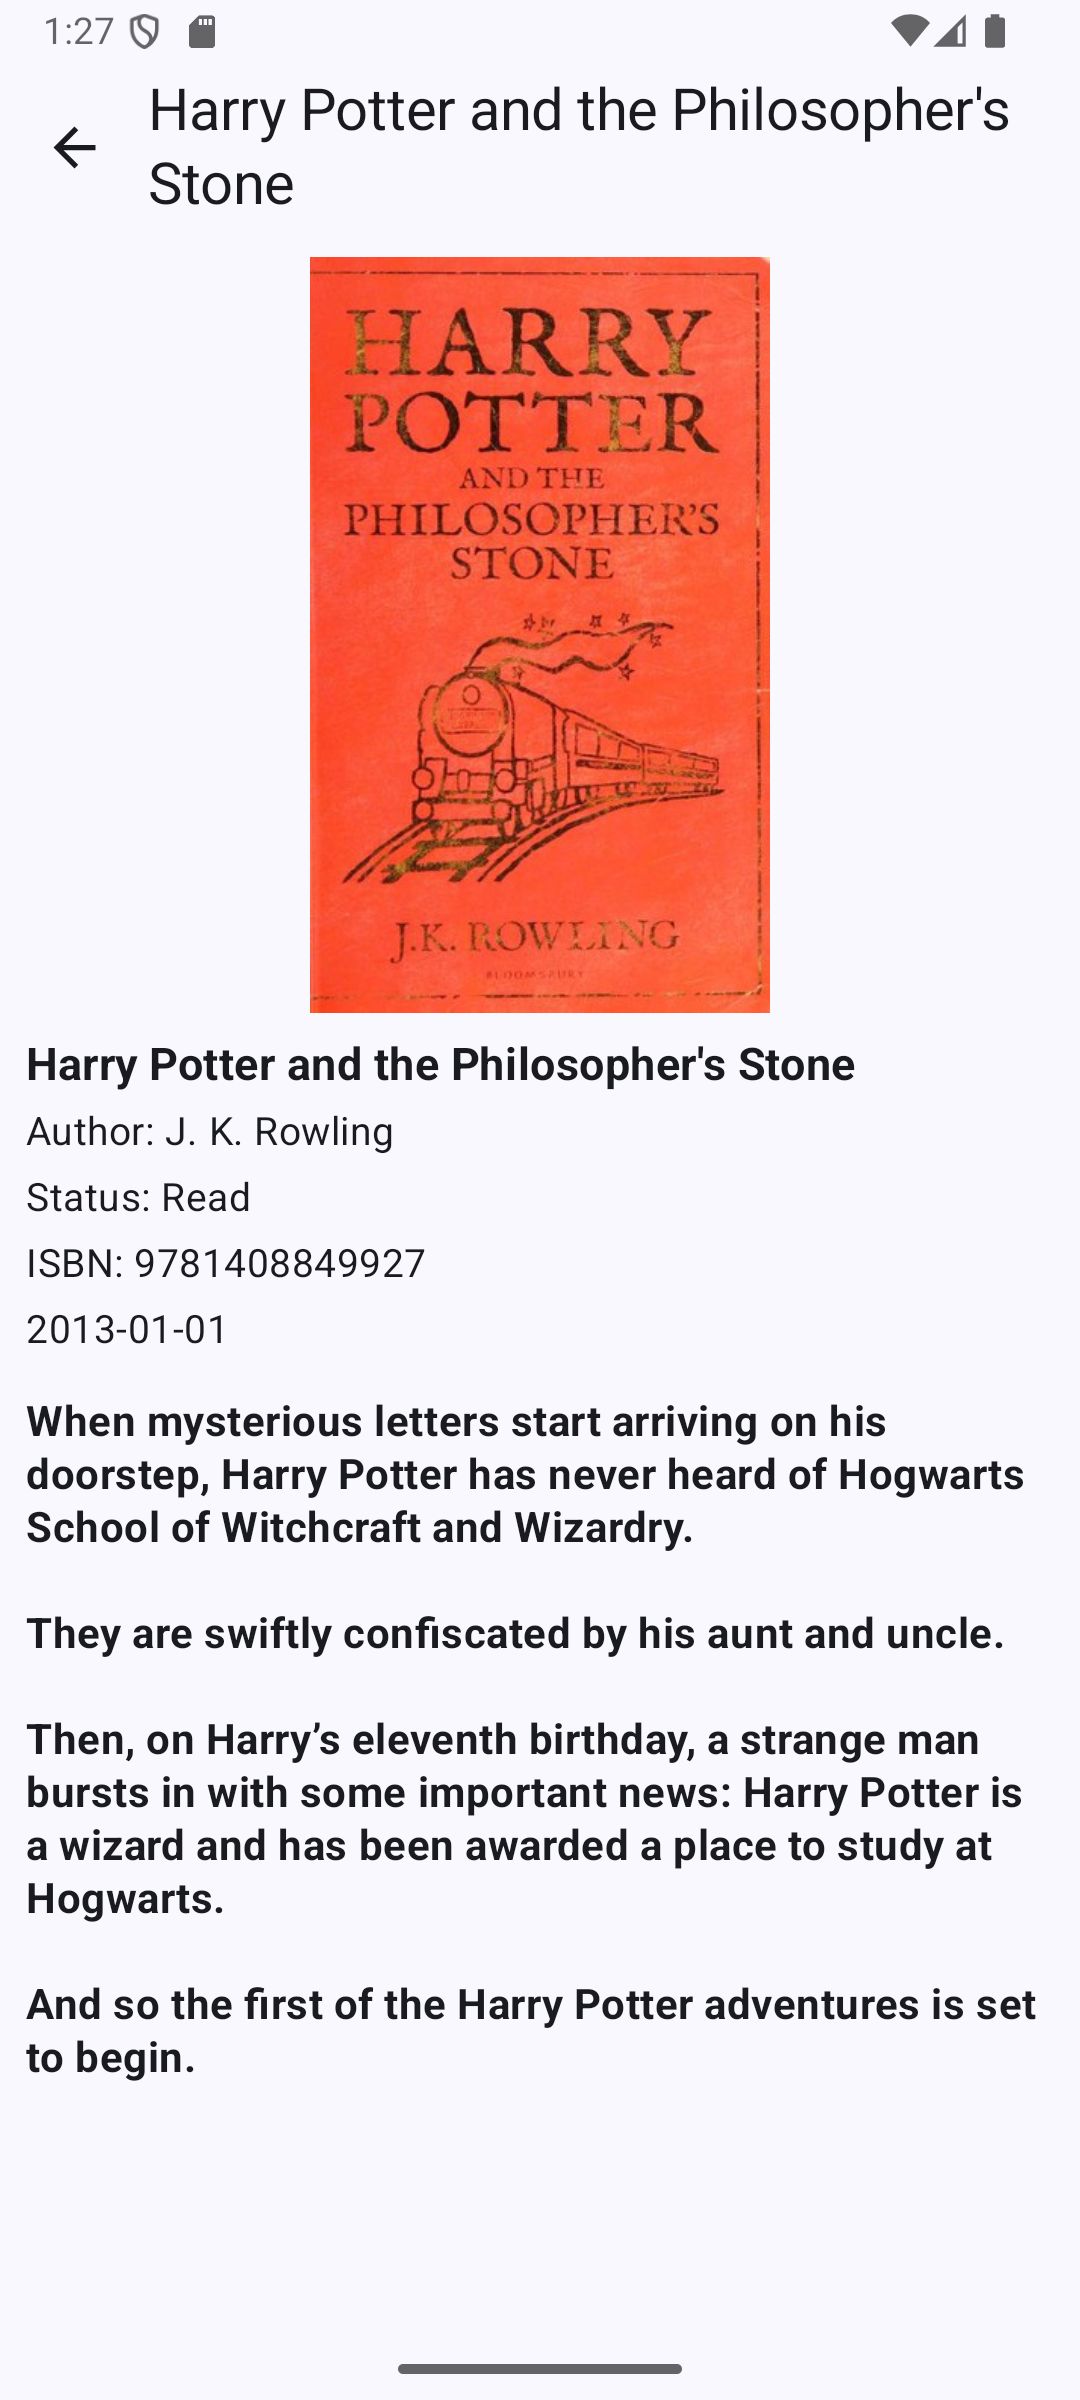 1:27
Harry Potter and the Philosopher's
Stone
HARRY
POTTER
AND THE
PHILOSOPHER'S
STONE
J.K. ROWLING
BLOOMSBURY
Harry Potter and the Philosopher's Stone
Author: J. K. Rowling
Status: Read
ISBN: 9781408849927
2013-01-01
When mysterious letters start arriving on his
doorstep, Harry Potter has never heard of Hogwarts
School of Witchcraft and Wizardry.
They are swiftly confiscated by his aunt and uncle.
Then, on Harry’s eleventh birthday, a strange man
bursts in with some important news: Harry Potter is
a wizard and has been awarded a place to study at
Hogwarts.
And so the first of the Harry Potter adventures is set
to begin.